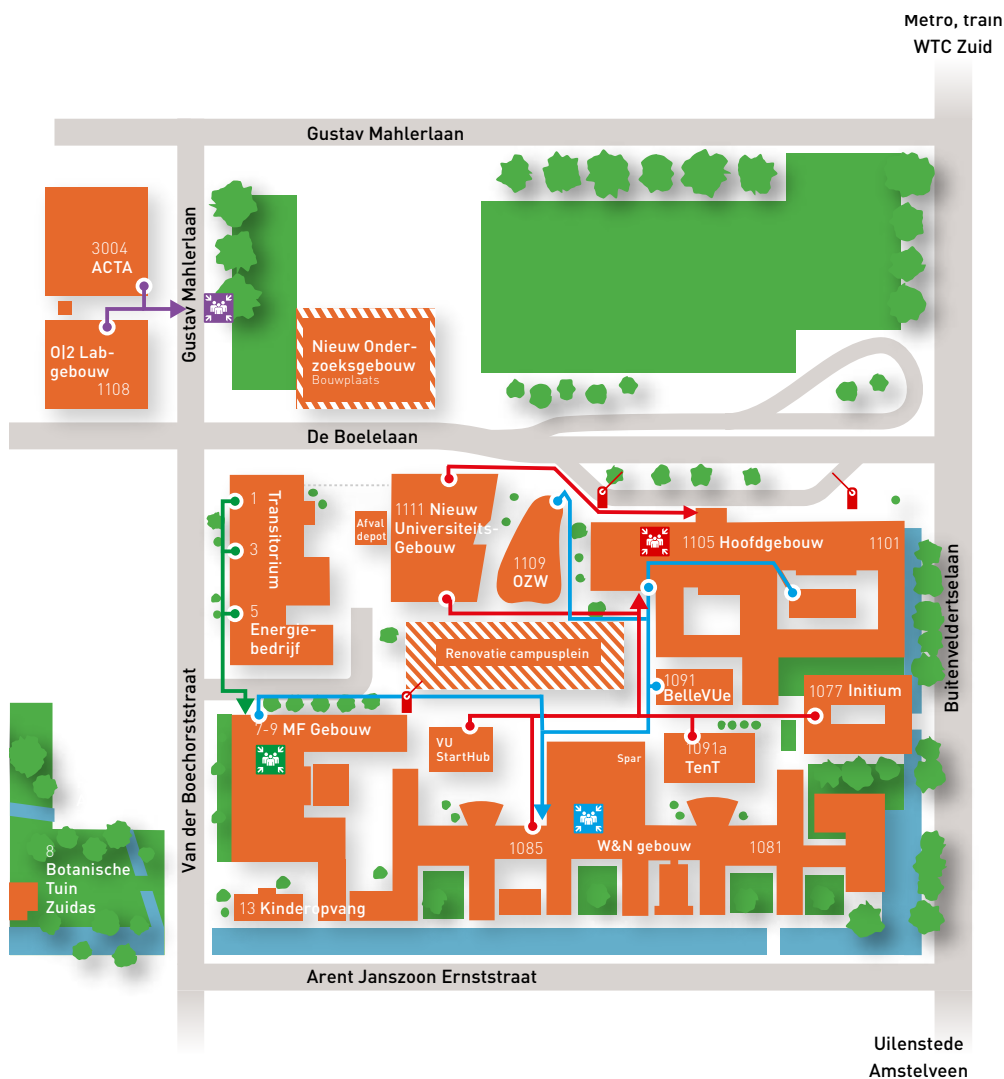 Metro, train
WTC Zuid
Gustav Mahlerlaan
Gustav Mahlerlaan
3004
ACTA
O|2 Lab-
gebouw
1108
Nieuw Onder-
zoeksgebouw
Bouwplaats
De Boelelaan
1
Transitorium
3
5
Energie-
bedrijf
Afval
depot
1111 Nieuw
Universiteits-
Gebouw
1109
OZW
1105 Hoofdgebouw
1101
Renovatie campusplein
1091
BelleVUe
1077 Initium
Buitenveldertselaan
Van der Boechorststraat
7-9 MF Gebouw
VU
StartHub
Spar
1091a
TenT
1085
W&N gebouw
1081
8
Botanische
Tuin
Zuidas
13 Kinderopvang
Arent Janszoon Ernststraat
Uilenstede
Amstelveen